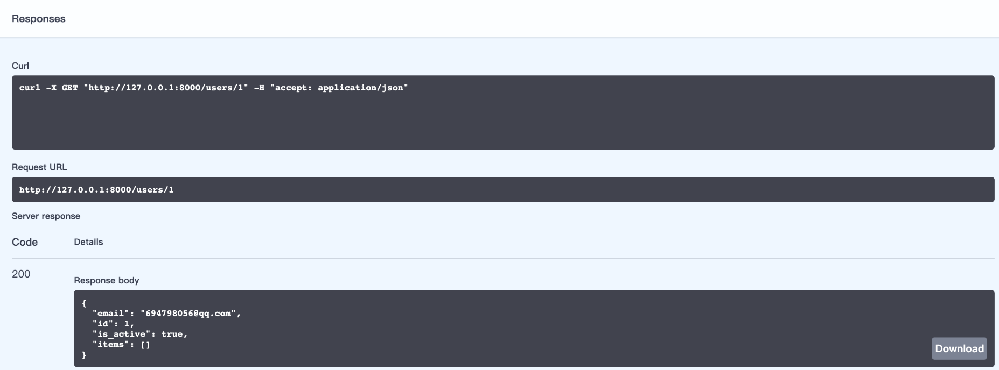 Responses
Curl
curl -X GET "http://127.0.0.1:8000/users/1" -H "accept: application/json"
Request URL
http://127.0.0.1:8000/users/1
Server response
Code Details
200
Response body
{
  "email": "694798056@qq.com",
  "id": 1,
  "is_active": true,
  "items": []
}
Download